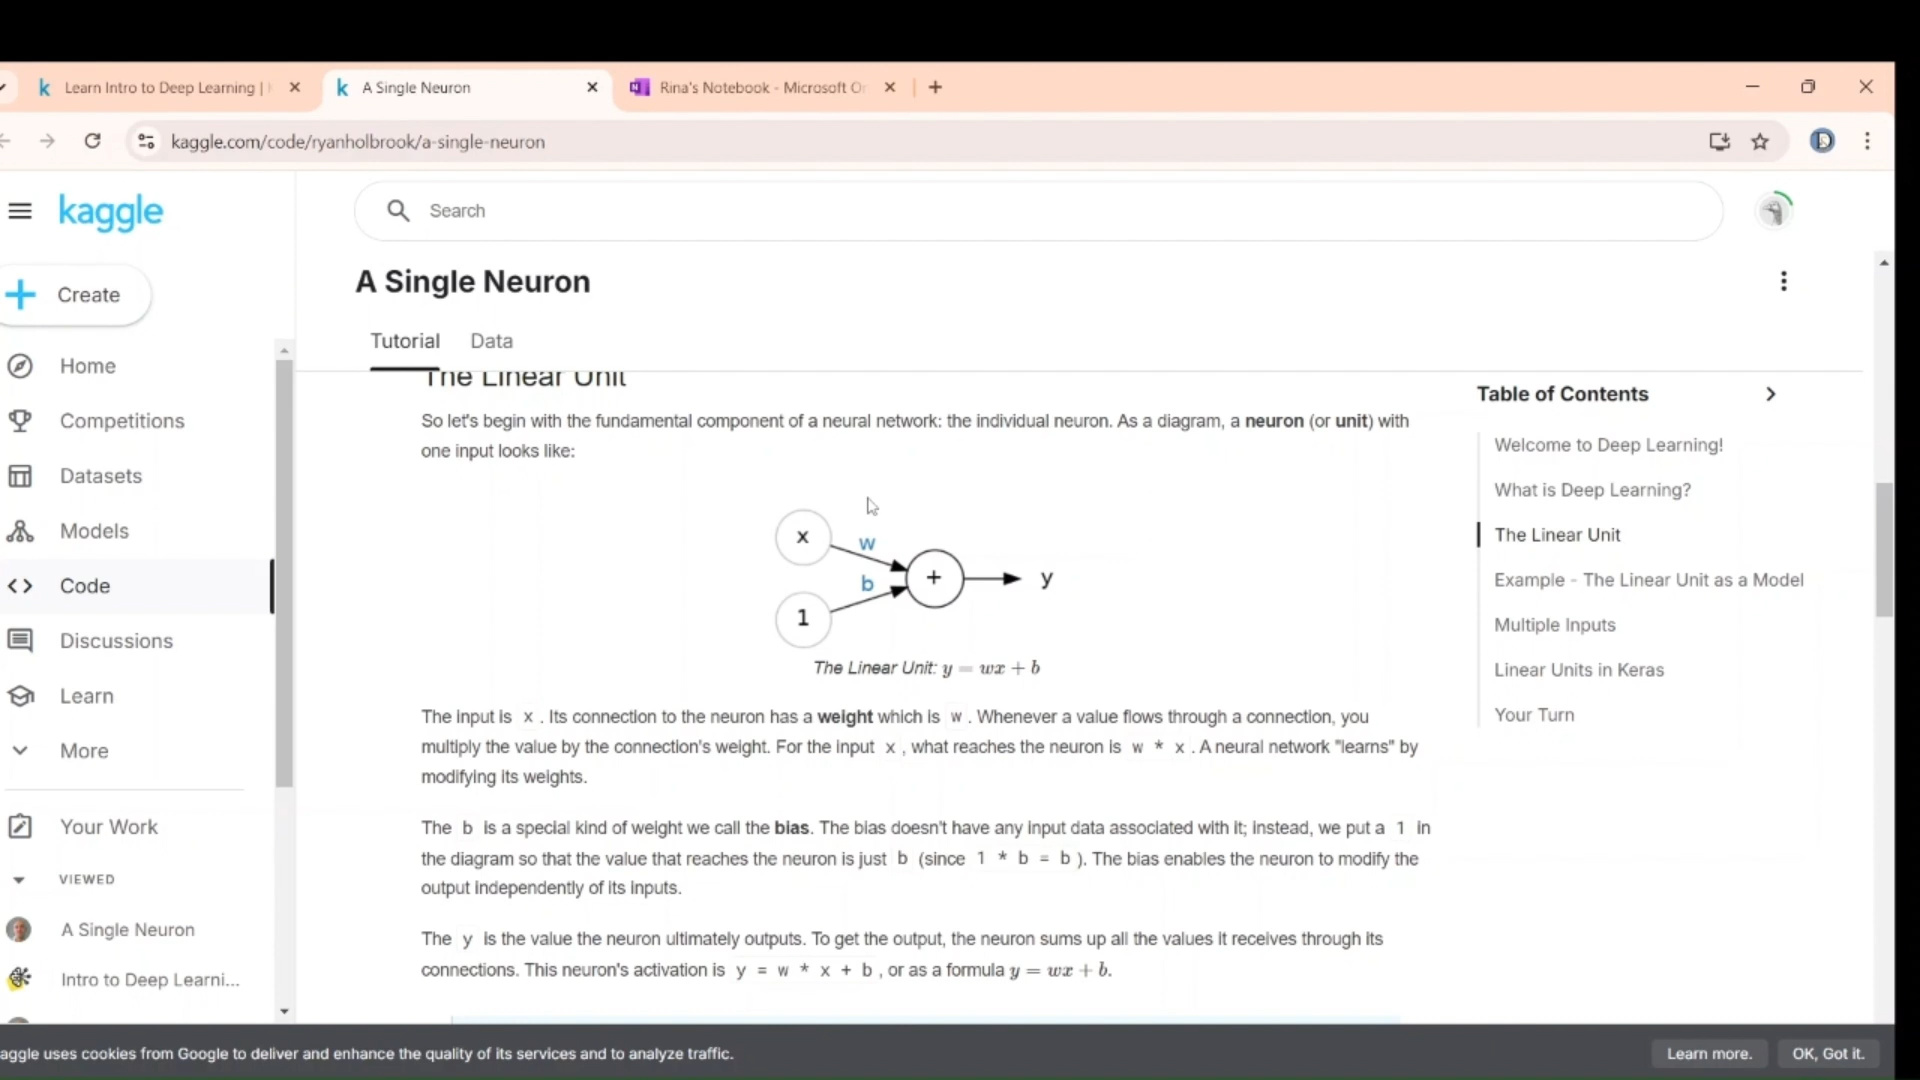 Learn Intro to Deep Learning |
A Single Neuron
Rina's Notebook - Microsoft On
kaggle.com/code/ryanholbrook/a-single-neuron
kaggle
Search
Create
Home
Competitions
Datasets
Models
Code
Discussions
Learn
More
Your Work
VIEWED
A Single Neuron
Intro to Deep Learni...
A Single Neuron
Tutorial Data
The Linear Unit
So let's begin with the fundamental component of a neural network: the individual neuron. As a diagram, a neuron (or unit) with
one input looks like:
x
w
b
+
y
1
The Linear Unit: y = wx + b
The input is x . Its connection to the neuron has a weight which is w . Whenever a value flows through a connection, you
multiply the value by the connection's weight. For the input x , what reaches the neuron is w * x . A neural network "learns" by
modifying its weights.
The b is a special kind of weight we call the bias. The bias doesn't have any input data associated with it; instead, we put a 1 in
the diagram so that the value that reaches the neuron is just b (since 1 * b = b ). The bias enables the neuron to modify the
output independently of its inputs.
The y is the value the neuron ultimately outputs. To get the output, the neuron sums up all the values it receives through its
connections. This neuron's activation is y = w * x + b , or as a formula y = wx + b.
Table of Contents
Welcome to Deep Learning!
What is Deep Learning?
The Linear Unit
Example - The Linear Unit as a Model
Multiple Inputs
Linear Units in Keras
Your Turn
aggle uses cookies from Google to deliver and enhance the quality of its services and to analyze traffic.
Learn more.
OK, Got it.